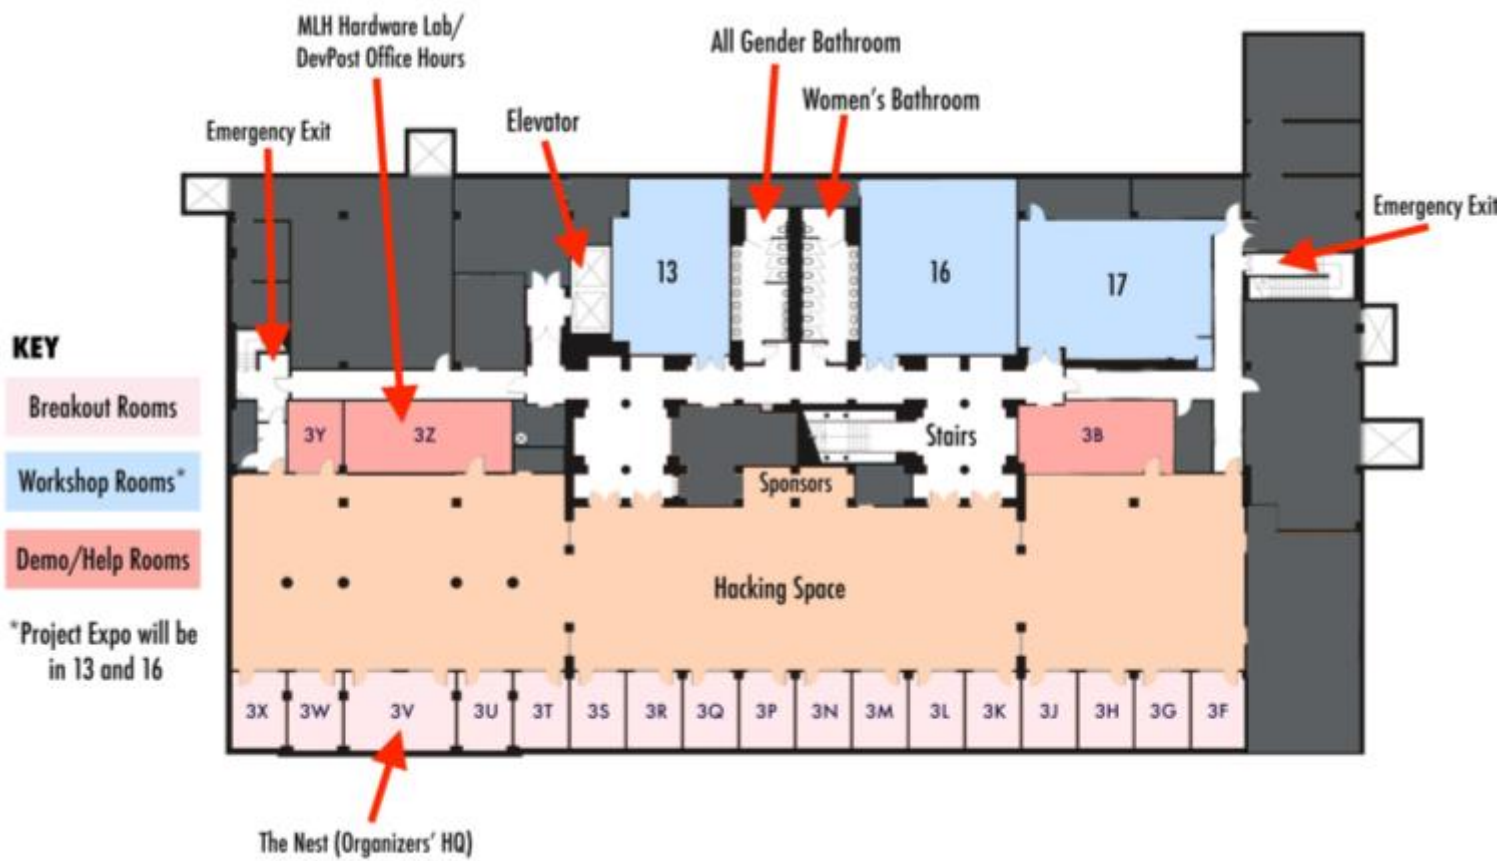 MLH Hardware Lab/
DevPost Office Hours
All Gender Bathroom
Women's Bathroom
Elevator
Emergency Exit
Emergency Exit
13
16
17
KEY
Breakout Rooms
Workshop Rooms*
Demo/Help Rooms
*Project Expo will be
in 13 and 16
3Y
3Z
Stairs
3B
Sponsors
Hacking Space
3X
3W
3V
3U
3T
3S
3R
3Q
3P
3N
3M
3L
3K
3J
3H
3G
3F
The Nest (Organizers' HQ)